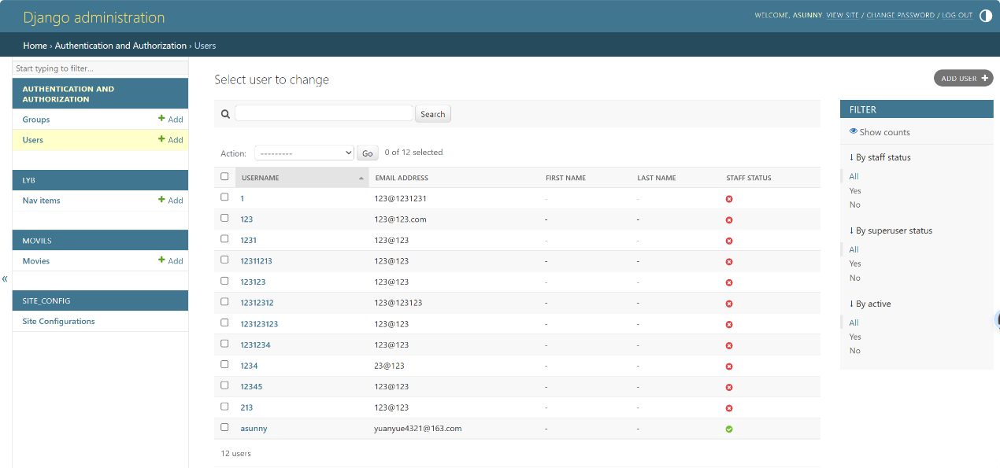 Django administration
WELCOME, ASUNNY. VIEW SITE / CHANGE PASSWORD / LOG OUT
Home › Authentication and Authorization › Users
Start typing to filter...
AUTHENTICATION AND
AUTHORIZATION
Groups + Add
Users + Add
LYB
Nav items + Add
MOVIES
Movies + Add
SITE_CONFIG
Site Configurations
«
Select user to change
ADD USER +
Search
Action: --------- Go 0 of 12 selected
USERNAME EMAIL ADDRESS FIRST NAME LAST NAME STAFF STATUS
1 123@1231231 - -
123 123@123.com - -
1231 123@123 - -
12311213 123@123 - -
123123 123@123 - -
12312312 123@123123 - -
123123123 123@123 - -
1231234 123@123 - -
1234 23@123 - -
12345 123@123 - -
213 123@123 - -
asunny yuanyue4321@163.com - -
12 users
FILTER
Show counts
↓ By staff status
All
Yes
No
↓ By superuser status
All
Yes
No
↓ By active
All
Yes
No